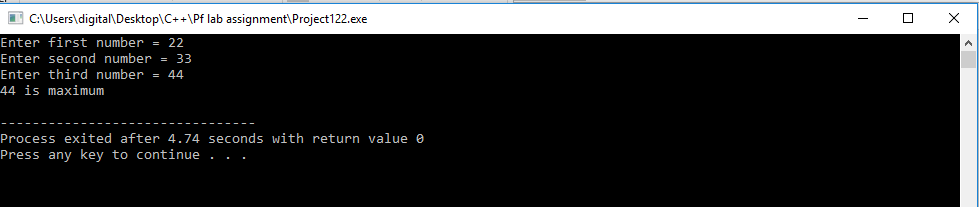 C:\Users\digital\Desktop\C++\Pf lab assignment\Project122.exe
Enter first number = 22
Enter second number = 33
Enter third number = 44
44 is maximum
--------------------------------
Process exited after 4.74 seconds with return value 0
Press any key to continue . . .